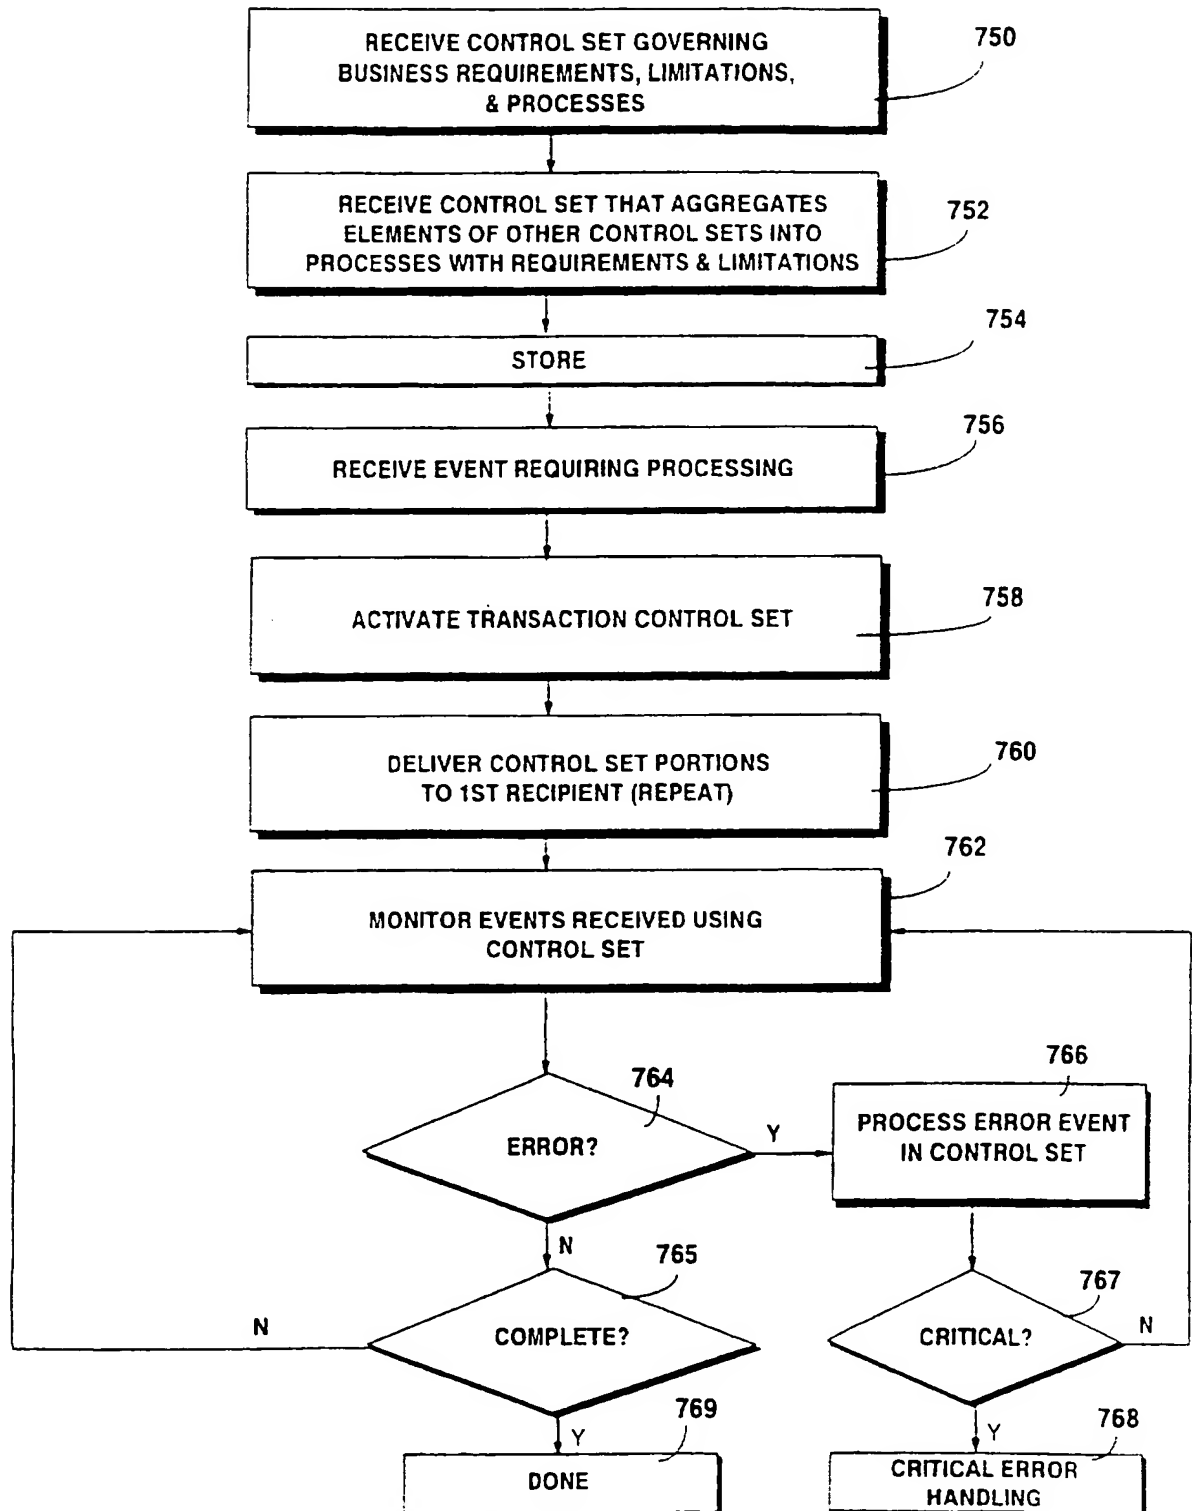 RECEIVE CONTROL SET GOVERNING
BUSINESS REQUIREMENTS, LIMITATIONS,
& PROCESSES
750
RECEIVE CONTROL SET THAT AGGREGATES
ELEMENTS OF OTHER CONTROL SETS INTO
PROCESSES WITH REQUIREMENTS & LIMITATIONS
752
STORE
754
RECEIVE EVENT REQUIRING PROCESSING
756
ACTIVATE TRANSACTION CONTROL SET
758
DELIVER CONTROL SET PORTIONS
TO 1ST RECIPIENT (REPEAT)
760
MONITOR EVENTS RECEIVED USING
CONTROL SET
762
ERROR?
764
Y
PROCESS ERROR EVENT
IN CONTROL SET
766
N
COMPLETE?
765
N
CRITICAL?
767
N
Y
DONE
769
Y
CRITICAL ERROR
HANDLING
768